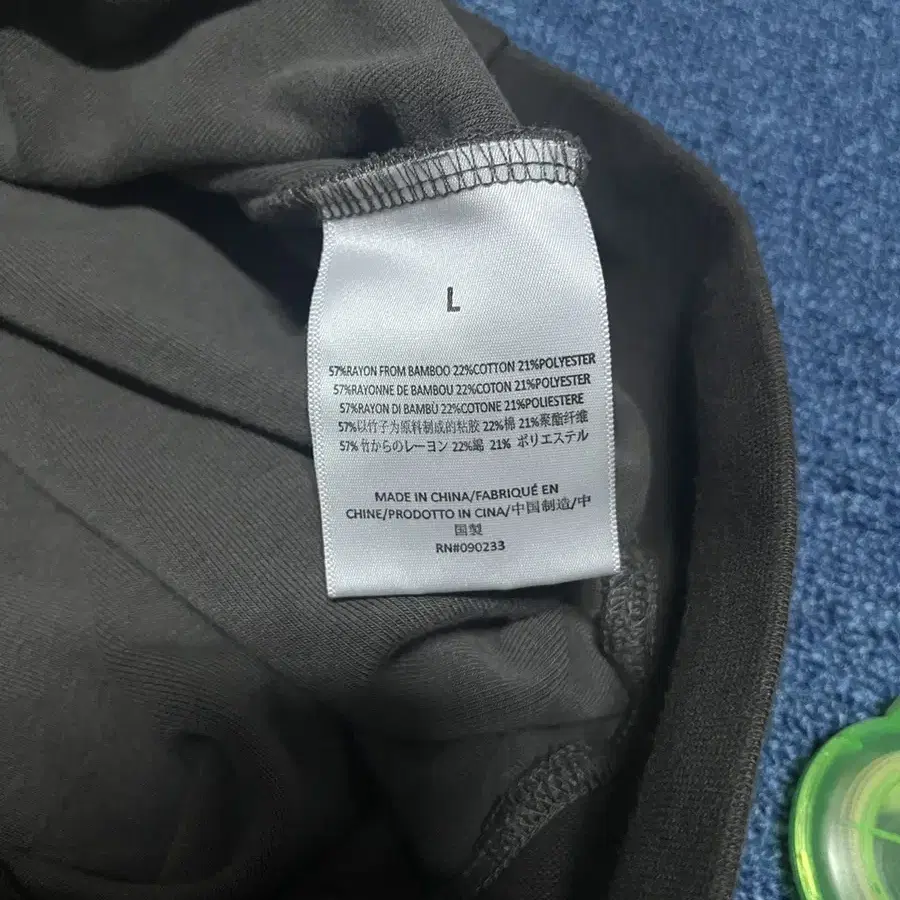 L
57%RAYON FROM BAMBOO 22%COTTON 21%POLYESTER
57%RAYONNE DE BAMBOU 22%COTON 21%POLYESTER
57%RAYON DI BAMBÙ 22%COTONE 21%POLIESTERE
57%以竹子为原料制成的粘胶 22%棉 21%聚酯纤维
57%竹からのレーヨン 22%綿 21% ポリエステル
MADE IN CHINA/FABRIQUÉ EN
CHINE/PRODOTTO IN CINA/中国制造/中
国製
RN#090233